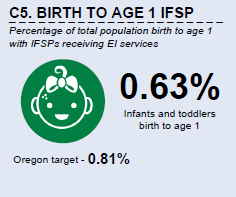 C5. BIRTH TO AGE 1 IFSP
Percentage of total population birth to age 1
with IFSPs receiving EI services
0.63%
Infants and toddlers
birth to age 1
Oregon target - 0.81%